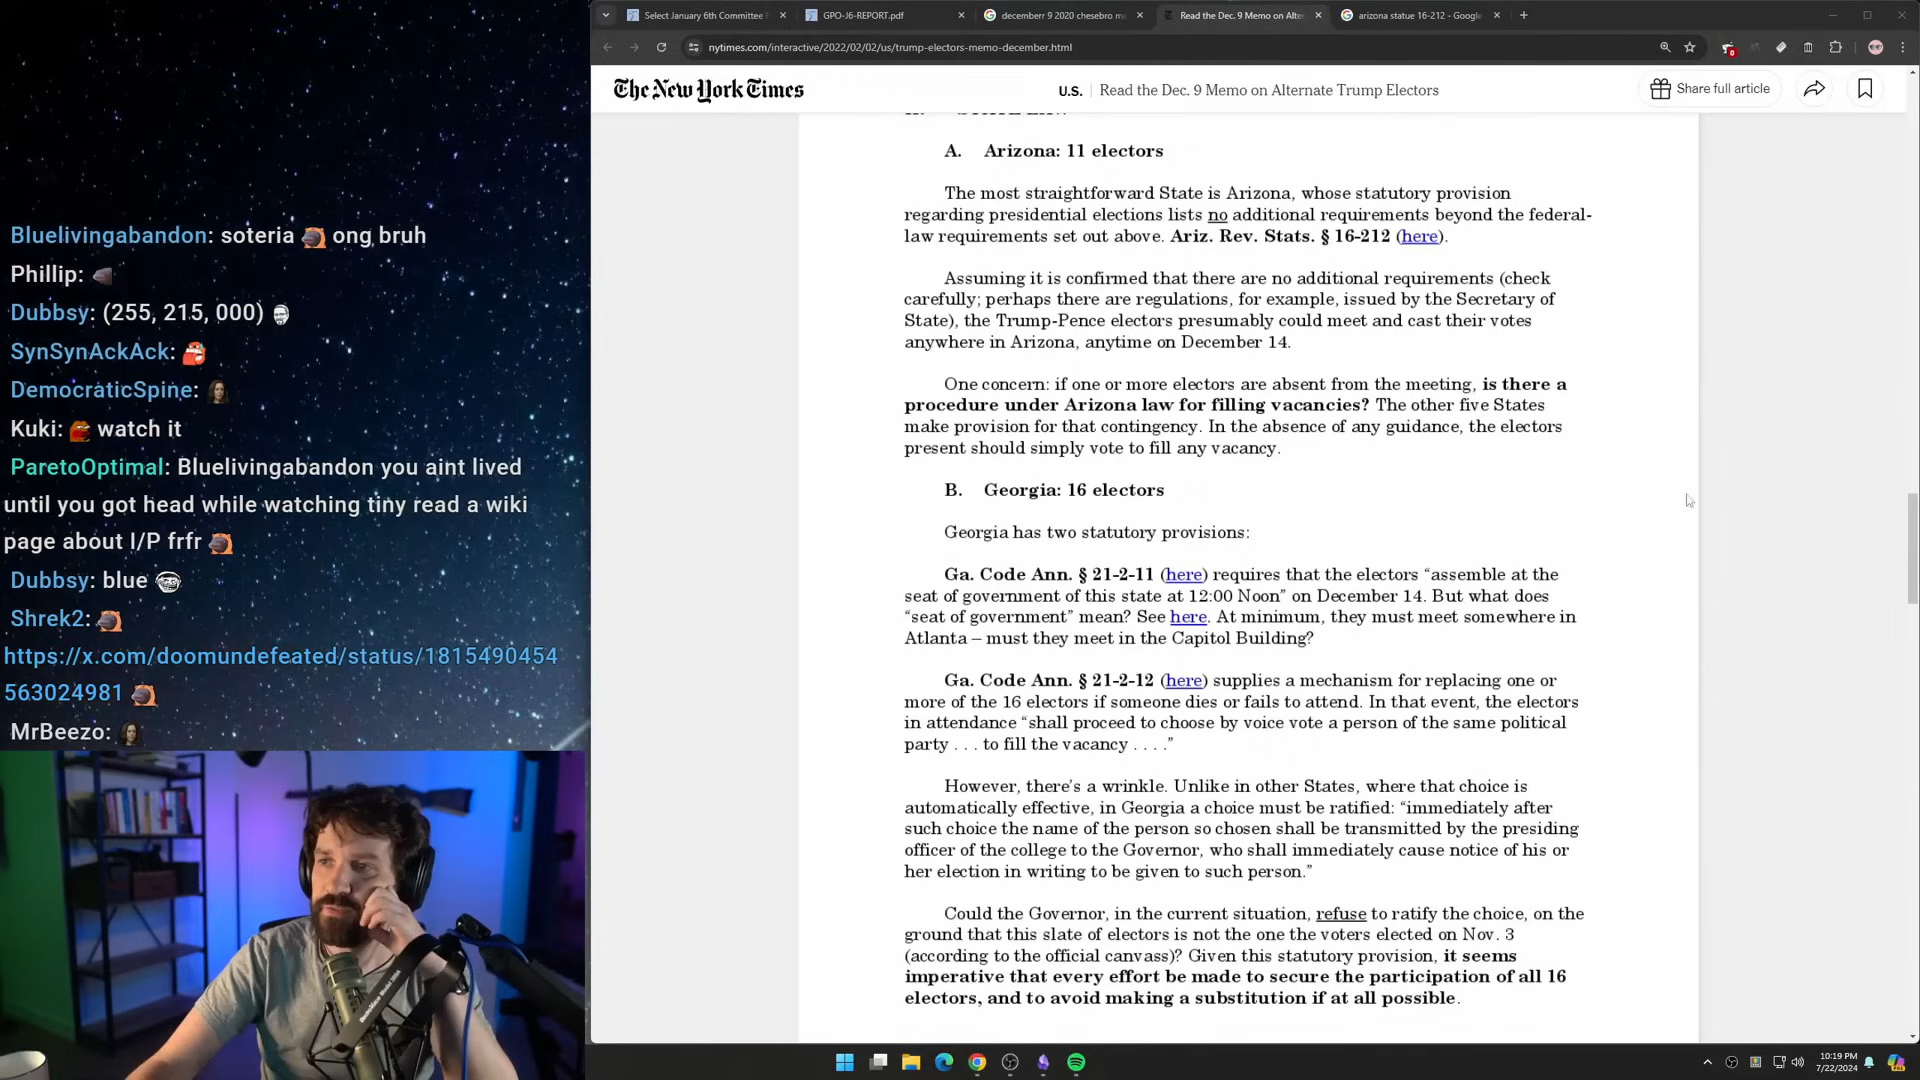 Select January 6th Committee F
GPO-J6-REPORT.pdf
decemberr 9 2020 chesebro me
Read the Dec. 9 Memo on Alter
arizona statue 16-212 - Google
nytimes.com/interactive/2022/02/02/us/trump-electors-memo-december.html
The New York Times
U.S. | Read the Dec. 9 Memo on Alternate Trump Electors
Share full article
A. Arizona: 11 electors
The most straightforward State is Arizona, whose statutory provision
regarding presidential elections lists no additional requirements beyond the federal-
law requirements set out above. Ariz. Rev. Stats. § 16-212 (here).
Assuming it is confirmed that there are no additional requirements (check
carefully; perhaps there are regulations, for example, issued by the Secretary of
State), the Trump-Pence electors presumably could meet and cast their votes
anywhere in Arizona, anytime on December 14.
One concern: if one or more electors are absent from the meeting, is there a
procedure under Arizona law for filling vacancies? The other five States
make provision for that contingency. In the absence of any guidance, the electors
present should simply vote to fill any vacancy.
B. Georgia: 16 electors
Georgia has two statutory provisions:
Ga. Code Ann. § 21-2-11 (here) requires that the electors “assemble at the
seat of government of this state at 12:00 Noon” on December 14. But what does
“seat of government” mean? See here. At minimum, they must meet somewhere in
Atlanta – must they meet in the Capitol Building?
Ga. Code Ann. § 21-2-12 (here) supplies a mechanism for replacing one or
more of the 16 electors if someone dies or fails to attend. In that event, the electors
in attendance “shall proceed to choose by voice vote a person of the same political
party . . . to fill the vacancy . . . .”
However, there’s a wrinkle. Unlike in other States, where that choice is
automatically effective, in Georgia a choice must be ratified: “immediately after
such choice the name of the person so chosen shall be transmitted by the presiding
officer of the college to the Governor, who shall immediately cause notice of his or
her election in writing to be given to such person.”
Could the Governor, in the current situation, refuse to ratify the choice, on the
ground that this slate of electors is not the one the voters elected on Nov. 3
(according to the official canvass)? Given this statutory provision, it seems
imperative that every effort be made to secure the participation of all 16
electors, and to avoid making a substitution if at all possible.
Bluelivingabandon: soteria ong bruh
Phillip:
Dubbsy: (255, 215, 000)
SynSynAckAck:
DemocraticSpine:
Kuki: watch it
ParetoOptimal: Bluelivingabandon you aint lived
until you got head while watching tiny read a wiki
page about I/P frfr
Dubbsy: blue
Shrek2:
https://x.com/doomundefeated/status/1815490454
563024981
MrBeezo:
10:19 PM
7/22/2024